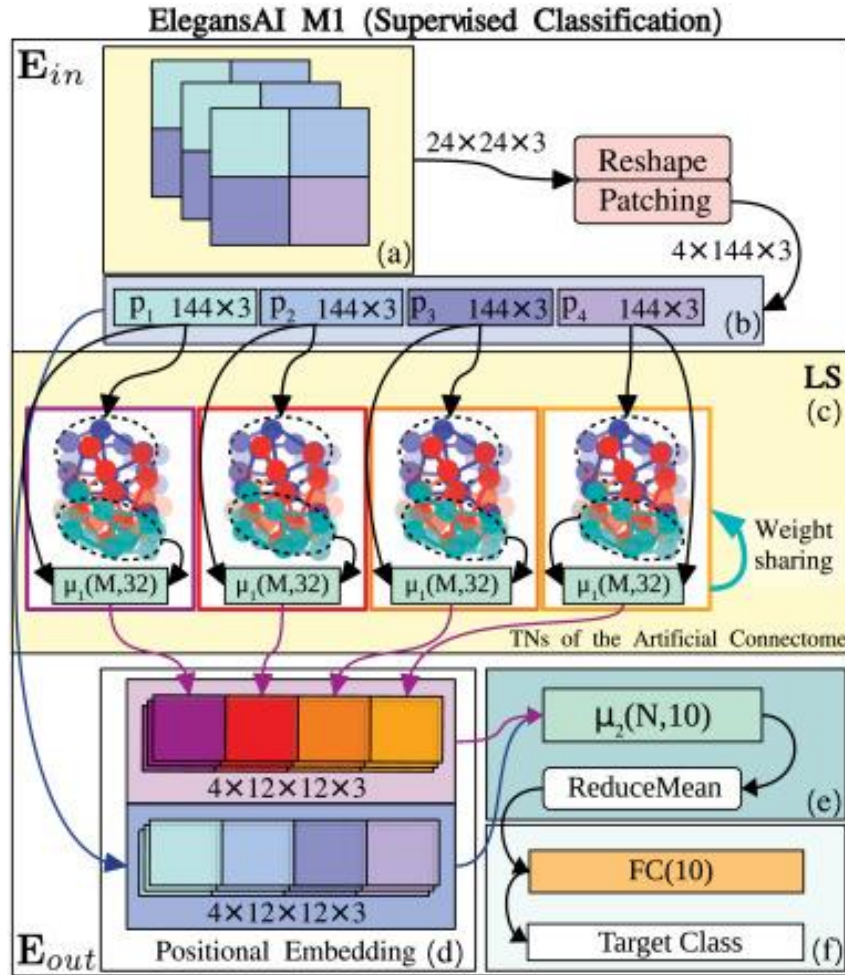 ElegansAI M1 (Supervised Classification)
E_in
24×24×3
Reshape
Patching
(a)
4×144×3
p₁ 144×3
p₂ 144×3
p₃ 144×3
p₄ 144×3
(b)
LS
(c)
Weight
sharing
μ₁(M,32)
μ₁(M,32)
μ₁(M,32)
μ₁(M,32)
TNs of the Artificial Connectome
4×12×12×3
4×12×12×3
Positional Embedding (d)
E_out
μ₂(N,10)
ReduceMean
(e)
FC(10)
Target Class
(f)